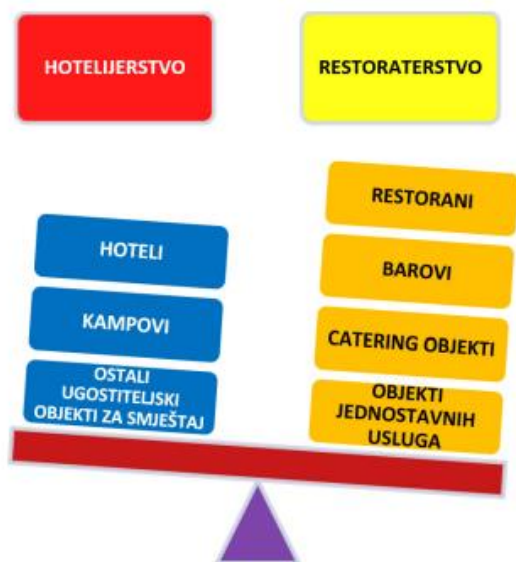 HOTELIJERSTVO
RESTORATERSTVO
HOTELI
KAMPOVI
OSTALI
UGOSTITELJSKI
OBJEKTI ZA SMJEŠTAJ
RESTORANI
BAROVI
CATERING OBJEKTI
OBJEKTI
JEDNOSTAVNIH
USLUGA